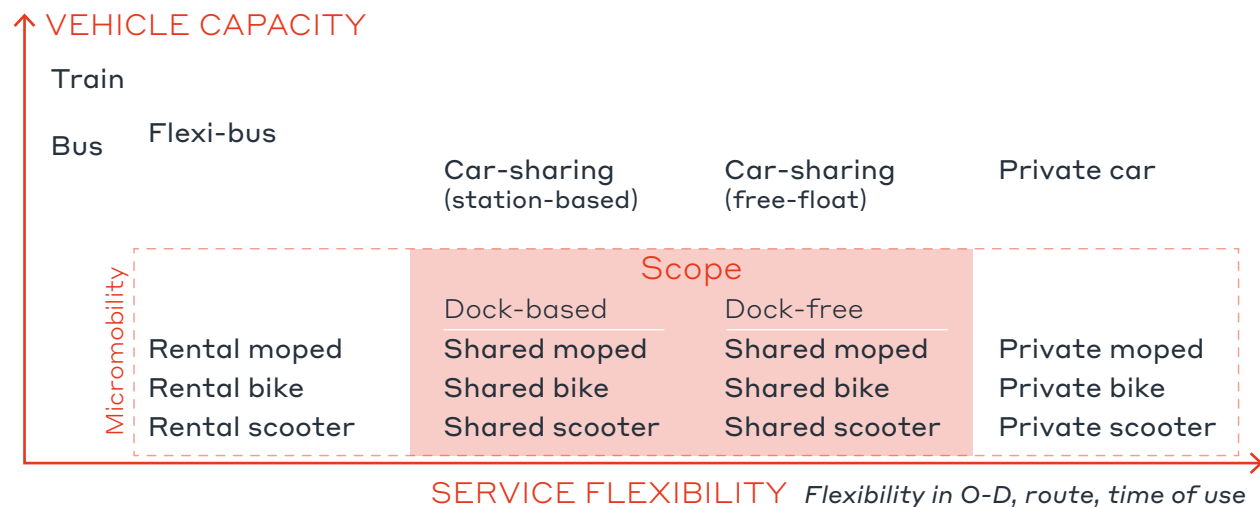 VEHICLE CAPACITY
Train
Bus
Flexi-bus
Car-sharing
(station-based)
Car-sharing
(free-float)
Private car
Micromobility
Scope
Dock-based
Dock-free
Rental moped
Shared moped
Shared moped
Private moped
Rental bike
Shared bike
Shared bike
Private bike
Rental scooter
Shared scooter
Shared scooter
Private scooter
SERVICE FLEXIBILITY Flexibility in O-D, route, time of use